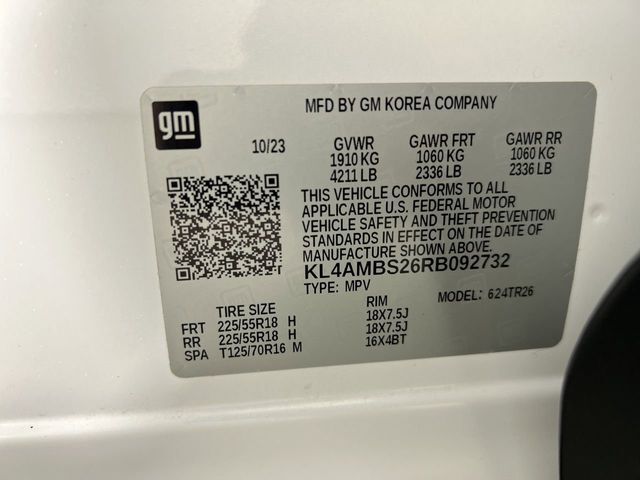 gm
MFD BY GM KOREA COMPANY
10/23 GVWR GAWR FRT GAWR RR
1910 KG 1060 KG 1060 KG
4211 LB 2336 LB 2336 LB
THIS VEHICLE CONFORMS TO ALL
APPLICABLE U.S. FEDERAL MOTOR
VEHICLE SAFETY AND THEFT PREVENTION
STANDARDS IN EFFECT ON THE DATE OF
MANUFACTURE SHOWN ABOVE.
KL4AMBS26RB092732
TYPE: MPV MODEL: 624TR26
TIRE SIZE RIM
FRT 225/55R18 H 18X7.5J
RR 225/55R18 H 18X7.5J
SPA T125/70R16 M 16X4BT